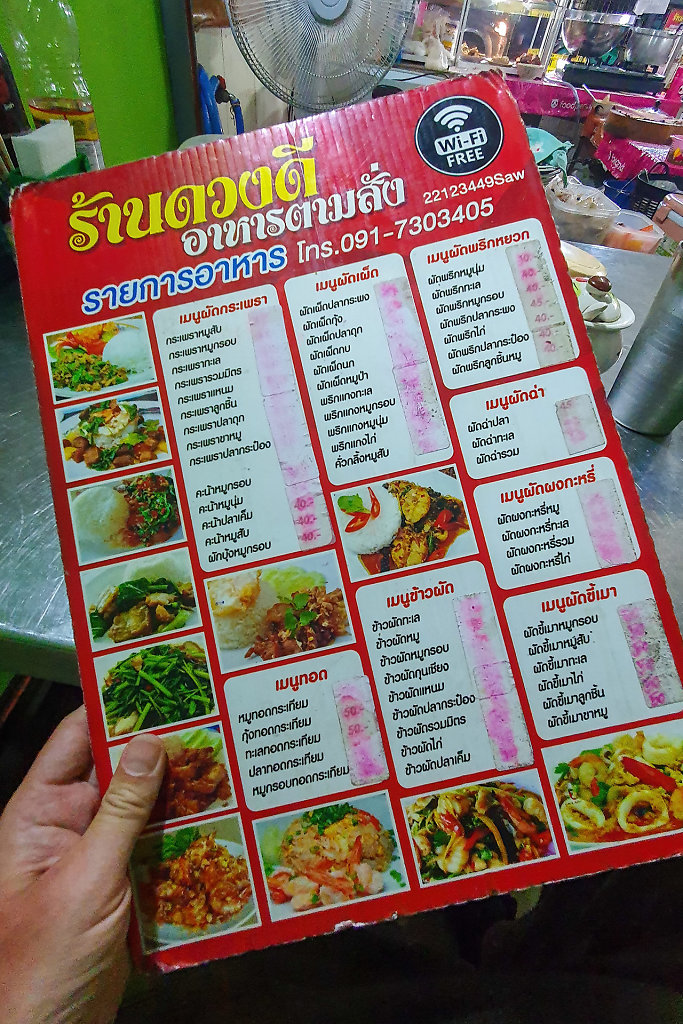 Wi-Fi
FREE
ร้านดวงดี
อาหารตามสั่ง
22123449Saw
รายการอาหาร โทร.091-7303405
เมนูผัดกระเพรา
กระเพราหมูสับ
กระเพราหมูกรอบ
กระเพราทะเล
กระเพรารวมมิตร
กระเพราแหนม
กระเพราลูกชิ้น
กระเพราปลาดุก
กระเพราขาหมู
กระเพราปลากระป๋อง
คะน้าหมูกรอบ
คะน้าหมูนุ่ม
คะน้าปลาเค็ม
คะน้าหมูสับ
ผัดบุ้งหมูกรอบ
40.-
40.-
40.-
เมนูผัดเผ็ด
ผัดเผ็ดปลากระพง
ผัดเผ็ดกุ้ง
ผัดเผ็ดปลาดุก
ผัดเผ็ดกบ
ผัดเผ็ดนก
ผัดเผ็ดหมูป่า
พริกแกงทะเล
พริกแกงหมูกรอบ
พริกแกงหมูนุ่ม
พริกแกงไก่
คั่วกลิ้งหมูสับ
เมนูผัดพริกหยวก
ผัดพริกหมูนุ่ม
ผัดพริกทะเล
ผัดพริกหมูกรอบ
ผัดพริกปลากระพง
ผัดพริกไก่
ผัดพริกปลากระป๋อง
ผัดพริกลูกชิ้นหมู
เมนูผัดฉ่า
ผัดฉ่าปลา
ผัดฉ่าทะเล
ผัดฉ่ารวม
เมนูผัดผงกะหรี่
ผัดผงกะหรี่หมู
ผัดผงกะหรี่ทะเล
ผัดผงกะหรี่รวม
ผัดผงกะหรี่ไก่
เมนูทอด
หมูทอดกระเทียม
กุ้งทอดกระเทียม
ทะเลทอดกระเทียม
ปลาทอดกระเทียม
หมูกรอบทอดกระเทียม
เมนูข้าวผัด
ข้าวผัดทะเล
ข้าวผัดหมู
ข้าวผัดหมูกรอบ
ข้าวผัดกุนเชียง
ข้าวผัดแหนม
ข้าวผัดปลากระป๋อง
ข้าวผัดรวมมิตร
ข้าวผัดไก่
ข้าวผัดปลาเค็ม
เมนูผัดขี้เมา
ผัดขี้เมาหมูกรอบ
ผัดขี้เมาหมูสับ
ผัดขี้เมาทะเล
ผัดขี้เมาไก่
ผัดขี้เมาลูกชิ้น
ผัดขี้เมาขาหมู